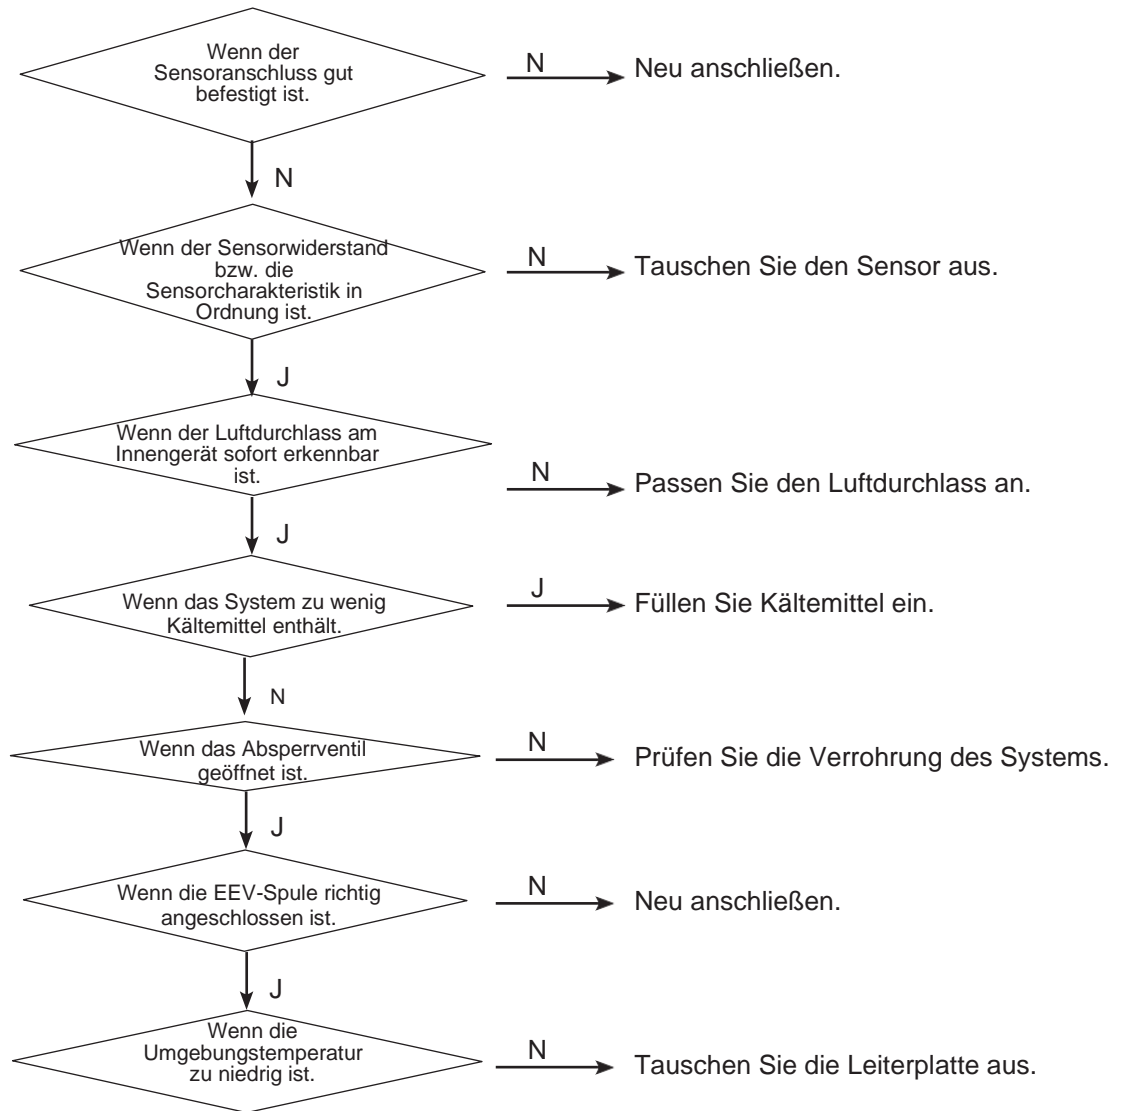 Wenn der
Sensoranschluss gut
befestigt ist.
N
Neu anschließen.
N
Wenn der Sensorwiderstand
bzw. die
Sensorcharakteristik in
Ordnung ist.
N
Tauschen Sie den Sensor aus.
J
Wenn der Luftdurchlass am
Innengerät sofort erkennbar
ist.
N
Passen Sie den Luftdurchlass an.
J
Wenn das System zu wenig
Kältemittel enthält.
J
Füllen Sie Kältemittel ein.
N
Wenn das Absperrventil
geöffnet ist.
N
Prüfen Sie die Verrohrung des Systems.
J
Wenn die EEV-Spule richtig
angeschlossen ist.
N
Neu anschließen.
J
Wenn die
Umgebungstemperatur
zu niedrig ist.
N
Tauschen Sie die Leiterplatte aus.